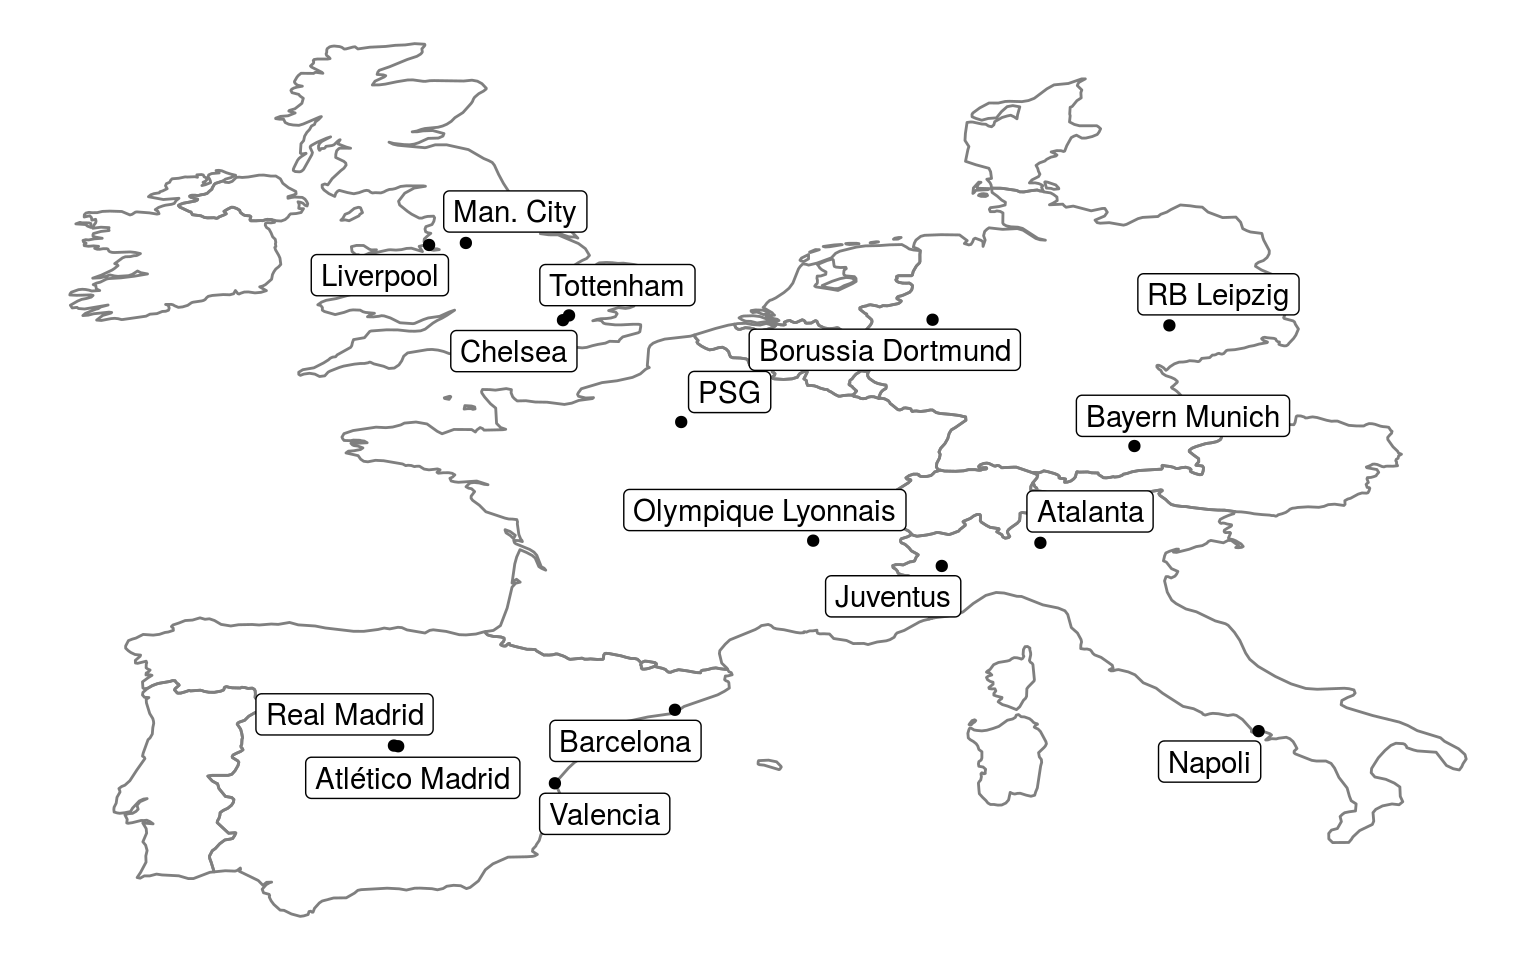 Man. City
Liverpool
Tottenham
RB Leipzig
Chelsea
Borussia Dortmund
PSG
Bayern Munich
Olympique Lyonnais
Atalanta
Juventus
Real Madrid
Barcelona
Napoli
Atlético Madrid
Valencia